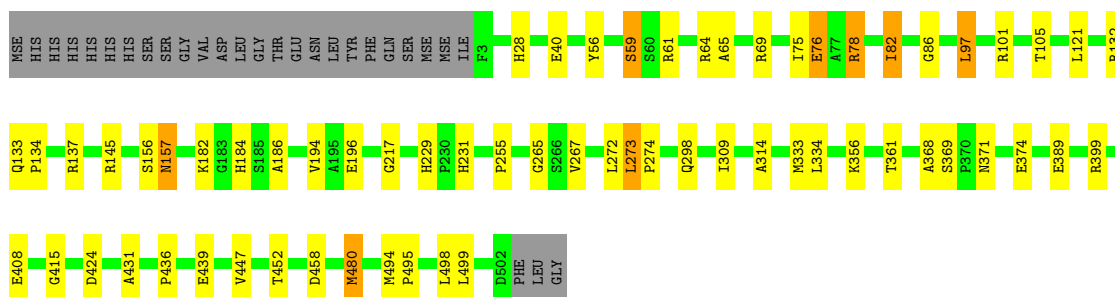 MSE HIS HIS HIS HIS HIS HIS SER SER GLY VAL ASP LEU GLY THR GLU ASN LEU TYR PHE GLN SER MSE MSE ILE F3 H28 E40 Y56 S59 S60 R61 R64 A65 R69 I75 E76 A77 R78 I82 G86 L97 R101 T105 L121 R132
Q133 P134 R137 R145 S156 N157 K182 G183 H184 S185 A186 V194 A195 E196 G217 H229 P230 H231 P255 G265 S266 V267 L272 L273 P274 Q298 I309 A314 M333 L334 K356 T361 A368 S369 P370 N371 E374 E389 R399
E408 G415 D424 A431 P436 E439 V447 T452 D458 M480 M494 P495 L498 L499 D502 PHE LEU GLY